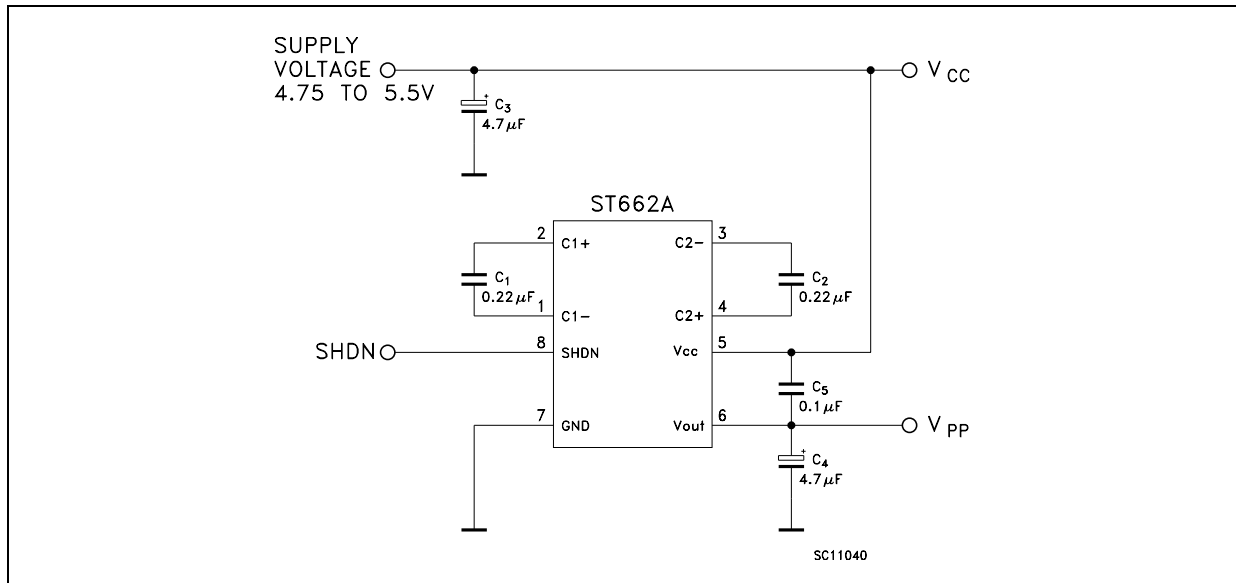 SUPPLY
VOLTAGE
4.75 TO 5.5V
V CC
+
C3
4.7µF
ST662A
2
C1+
C2-
3
C1
0.22µF
C2
0.22µF
1
C1-
C2+
4
SHDN
8
SHDN
Vcc
5
C5
0.1µF
7
GND
Vout
6
V PP
+
C4
4.7µF
SC11040